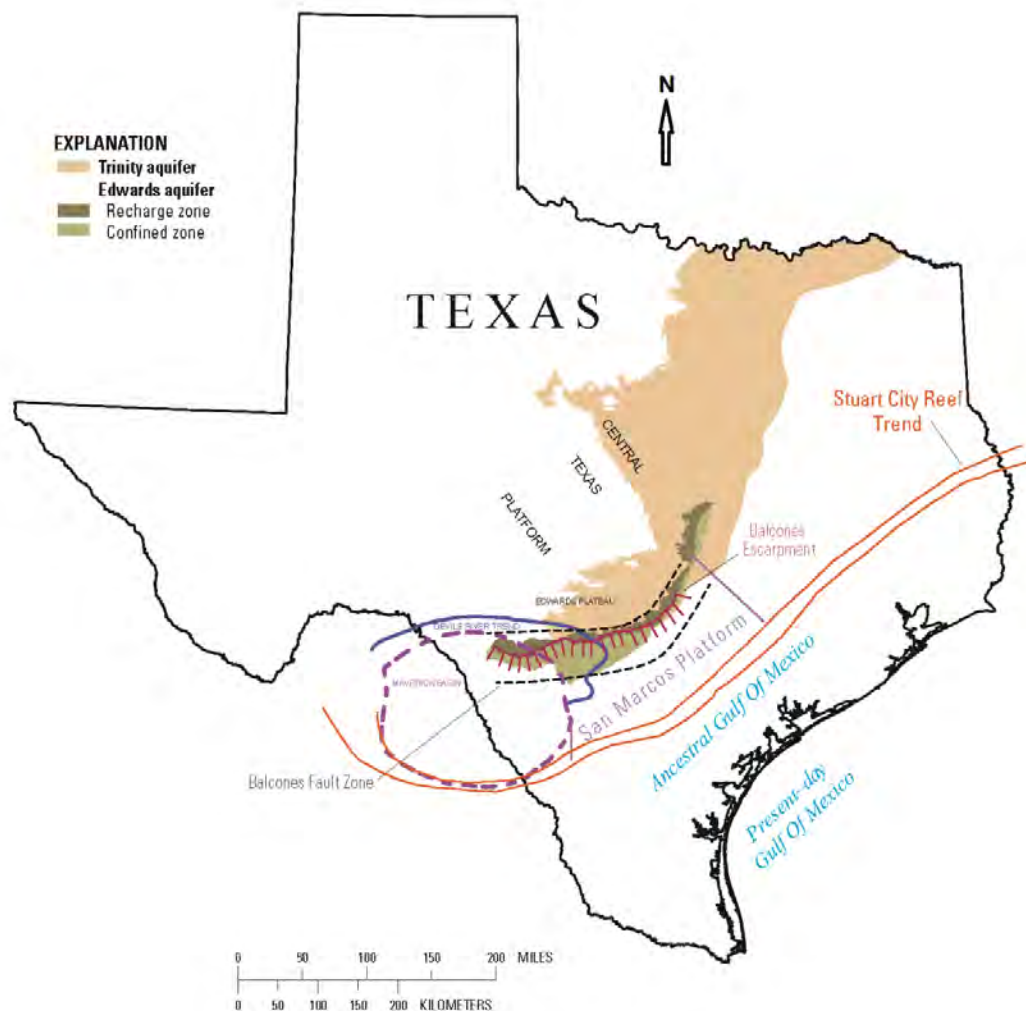 N
EXPLANATION
Trinity aquifer
Edwards aquifer
Recharge zone
Confined zone
TEXAS
Stuart City Reef
Trend
CENTRAL
TEXAS
PLATFORM
Balcones
Escarpment
EDWARDS PLATEAU
DEVILS RIVER TREND
MAVERICK BASIN
San Marcos Platform
Ancestral Gulf Of Mexico
Present-day
Gulf Of Mexico
Balcones Fault Zone
0 50 100 150 200 MILES
0 50 100 150 200 KILOMETERS